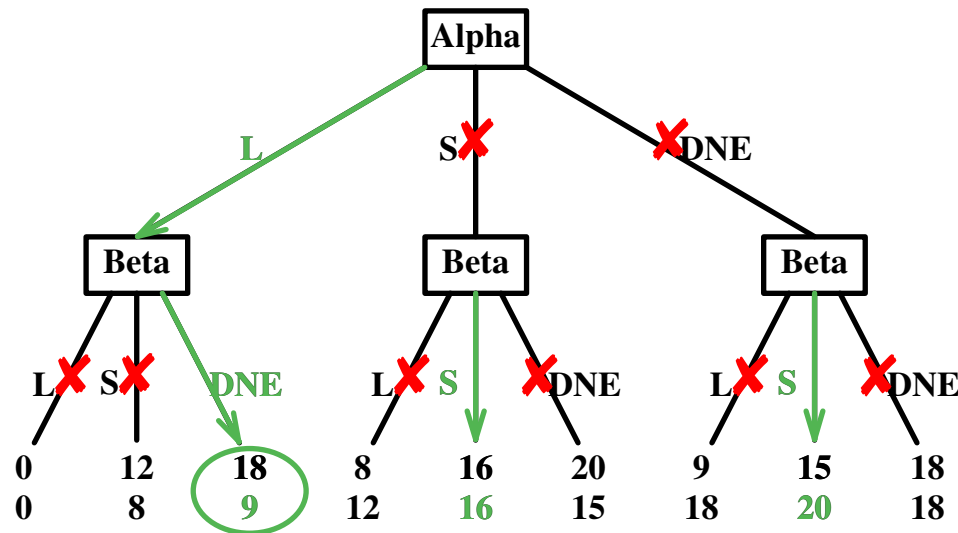 Alpha
L S DNE
Beta Beta Beta
L S DNE L S DNE L S DNE
0 12 18 8 16 20 9 15 18
0 8 9 12 16 15 18 20 18